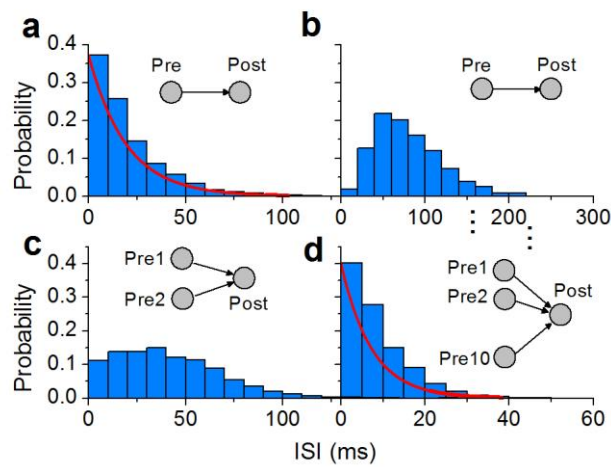 a
Pre Post
Probability
0.4
0.3
0.2
0.1
0.0
0 50 100
b
Pre Post
0 100 200 300
c
Pre1
Pre2
Post
Probability
0.4
0.3
0.2
0.1
0.0
0 50 100
d
Pre1
Pre2
Post
Pre10
0 20 40 60
ISI (ms)